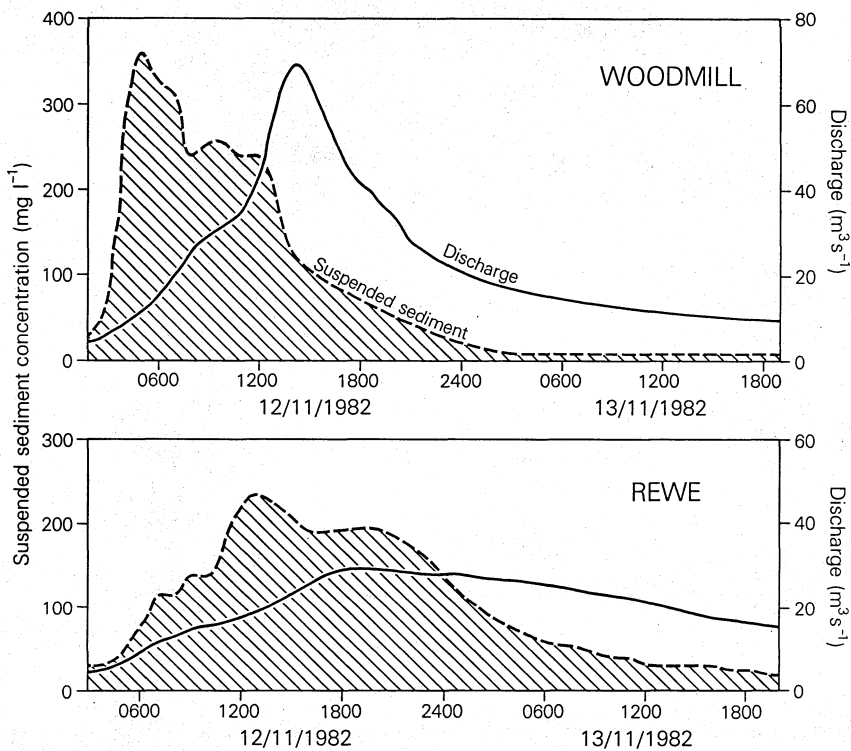 Suspended sediment concentration (mg l⁻¹)
400
300
200
100
0
WOODMILL
80
60
40
20
0
Discharge (m³ s⁻¹)
Discharge
Suspended sediment
0600 1200 1800 2400 0600 1200 1800
12/11/1982 13/11/1982
300
200
100
0
REWE
60
40
20
0
Discharge (m³ s⁻¹)
0600 1200 1800 2400 0600 1200 1800
12/11/1982 13/11/1982